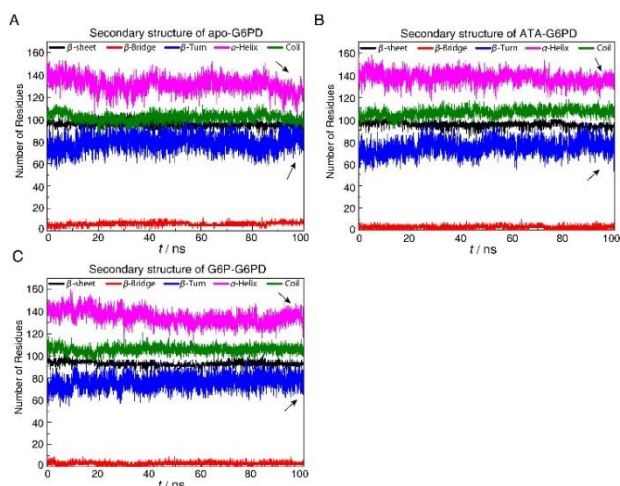 A
Secondary structure of apo-G6PD
β-sheet β-Bridge β-Turn α-Helix Coil
Number of Residues
160
140
120
100
80
60
40
20
0
0 20 40 60 80 100
t / ns
B
Secondary structure of ATA-G6PD
β-sheet β-Bridge β-Turn α-Helix Coil
Number of Residues
160
140
120
100
80
60
40
20
0
0 20 40 60 80 100
t / ns
C
Secondary structure of G6P-G6PD
β-sheet β-Bridge β-Turn α-Helix Coil
Number of Residues
160
140
120
100
80
60
40
20
0
0 20 40 60 80 100
t / ns